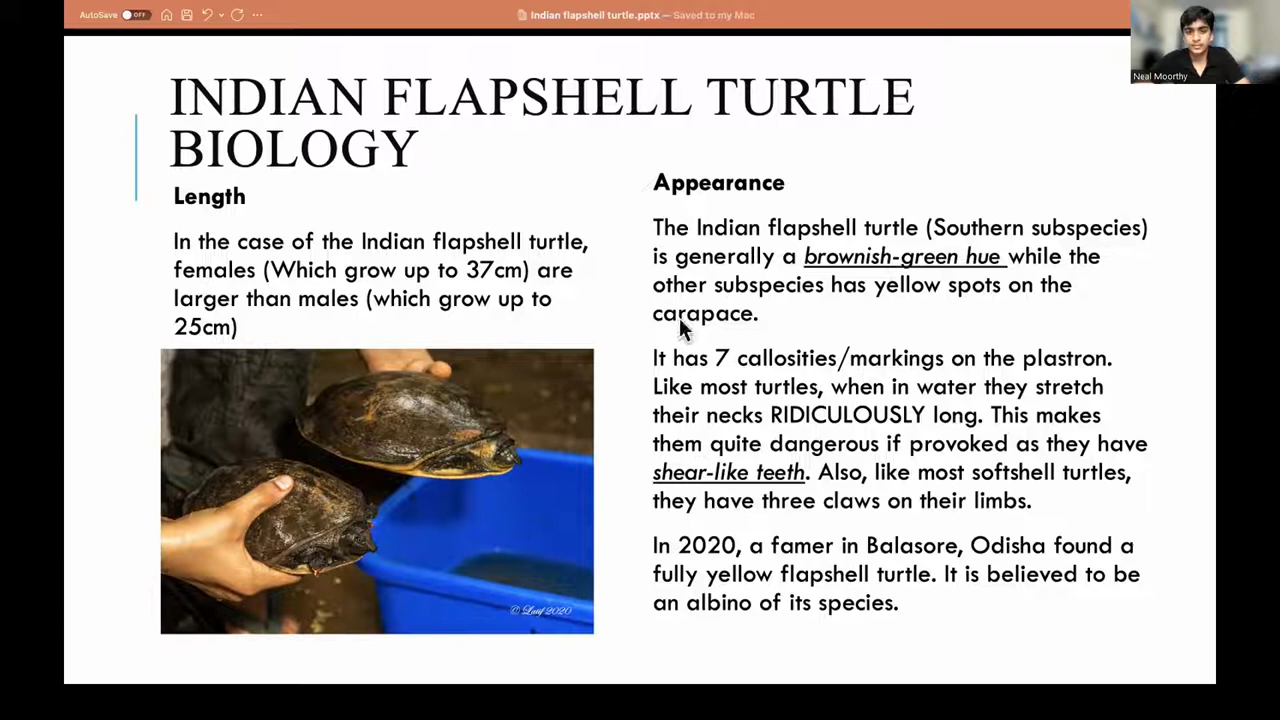 AutoSave OFF
Indian flapshell turtle.pptx — Saved to my Mac
Neal Moorthy
INDIAN FLAPSHELL TURTLE
BIOLOGY
Length
In the case of the Indian flapshell turtle,
females (Which grow up to 37cm) are
larger than males (which grow up to
25cm)
© Latif 2020
Appearance
The Indian flapshell turtle (Southern subspecies)
is generally a brownish-green hue while the
other subspecies has yellow spots on the
carapace.
It has 7 callosities/markings on the plastron.
Like most turtles, when in water they stretch
their necks RIDICULOUSLY long. This makes
them quite dangerous if provoked as they have
shear-like teeth. Also, like most softshell turtles,
they have three claws on their limbs.
In 2020, a famer in Balasore, Odisha found a
fully yellow flapshell turtle. It is believed to be
an albino of its species.